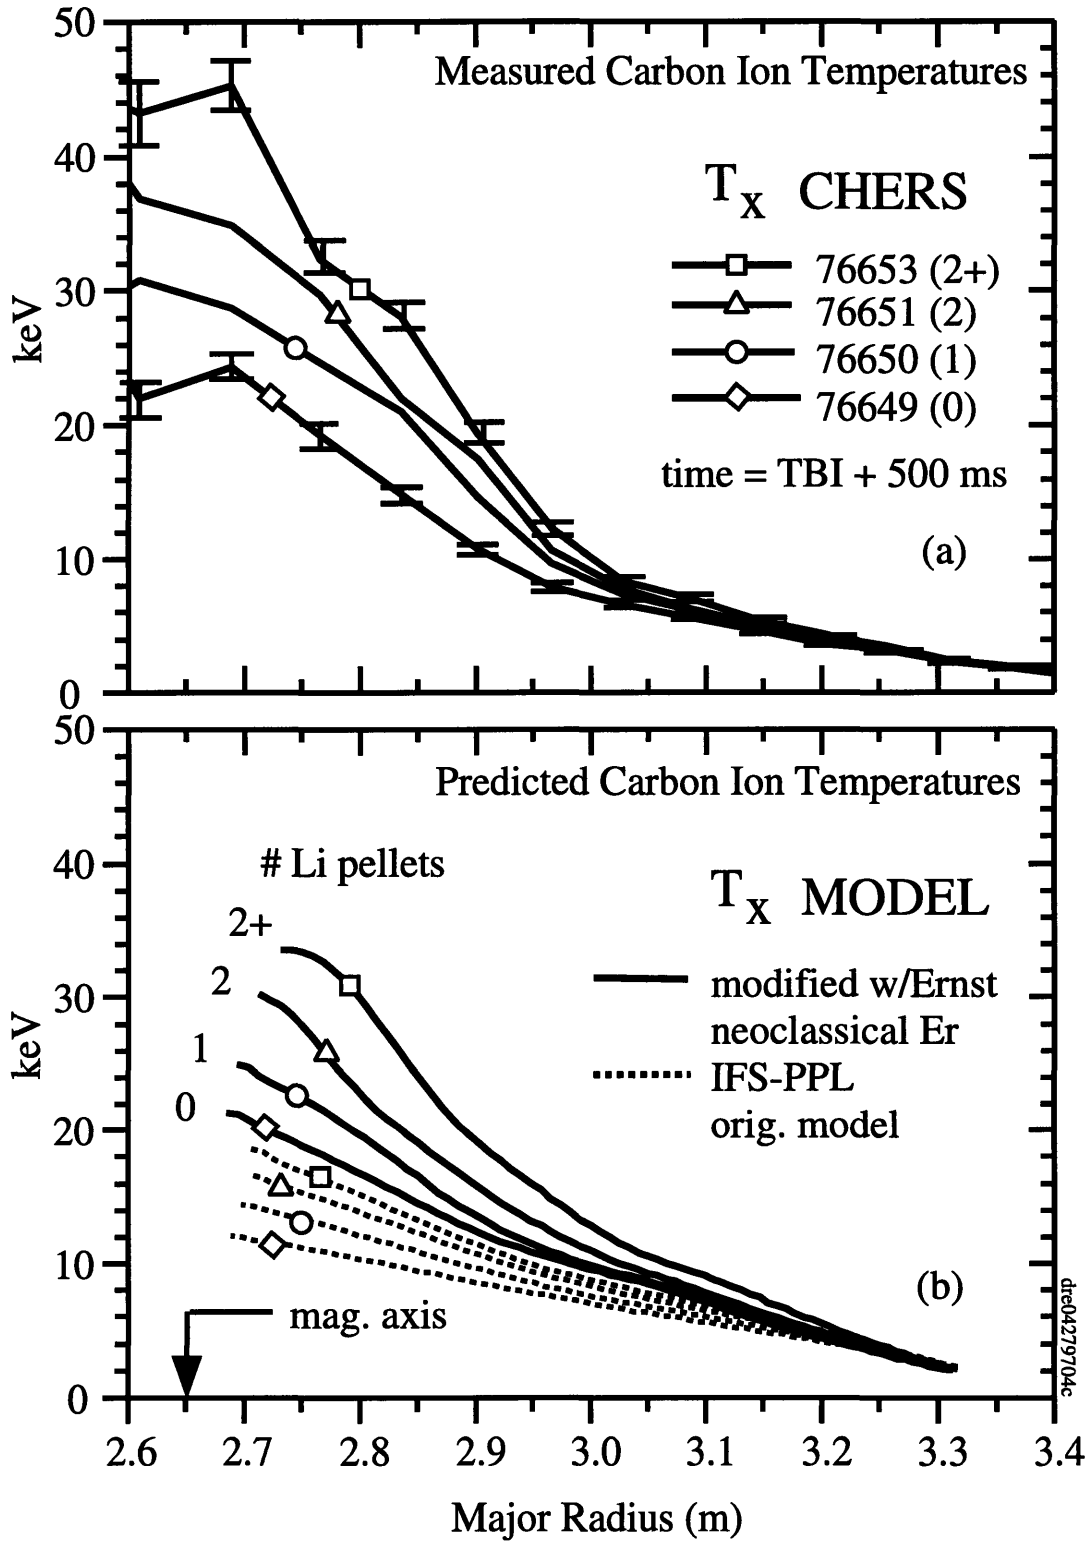 50
Measured Carbon Ion Temperatures
40
TX CHERS
76653 (2+)
30
76651 (2)
keV
76650 (1)
76649 (0)
20
time = TBI + 500 ms
10
(a)
0
50
Predicted Carbon Ion Temperatures
40
# Li pellets
TX MODEL
2+
2
modified w/Ernst
30
neoclassical Er
keV
1
IFS-PPL
0
orig. model
20
10
(b)
mag. axis
dre04279704c
0
2.6 2.7 2.8 2.9 3.0 3.1 3.2 3.3 3.4
Major Radius (m)